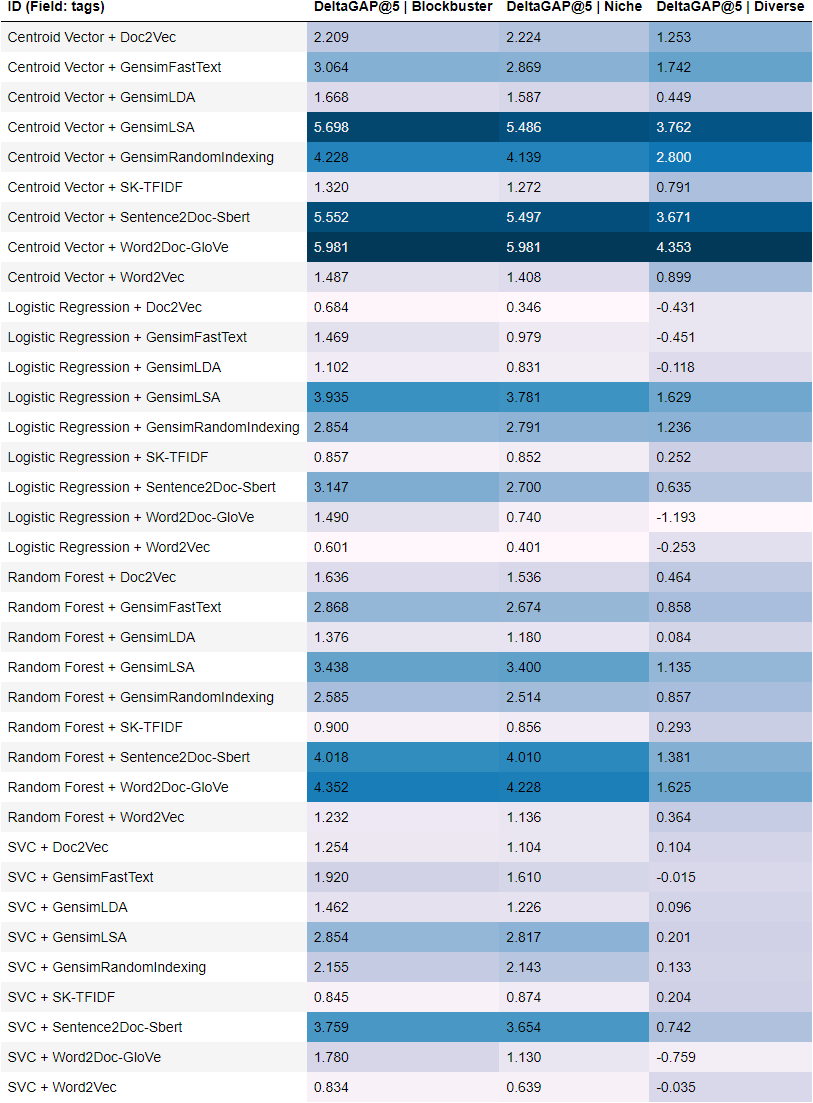 ID (Field: tags) DeltaGAP@5 | Blockbuster DeltaGAP@5 | Niche DeltaGAP@5 | Diverse
Centroid Vector + Doc2Vec 2.209 2.224 1.253
Centroid Vector + GensimFastText 3.064 2.869 1.742
Centroid Vector + GensimLDA 1.668 1.587 0.449
Centroid Vector + GensimLSA 5.698 5.486 3.762
Centroid Vector + GensimRandomIndexing 4.228 4.139 2.800
Centroid Vector + SK-TFIDF 1.320 1.272 0.791
Centroid Vector + Sentence2Doc-Sbert 5.552 5.497 3.671
Centroid Vector + Word2Doc-GloVe 5.981 5.981 4.353
Centroid Vector + Word2Vec 1.487 1.408 0.899
Logistic Regression + Doc2Vec 0.684 0.346 -0.431
Logistic Regression + GensimFastText 1.469 0.979 -0.451
Logistic Regression + GensimLDA 1.102 0.831 -0.118
Logistic Regression + GensimLSA 3.935 3.781 1.629
Logistic Regression + GensimRandomIndexing 2.854 2.791 1.236
Logistic Regression + SK-TFIDF 0.857 0.852 0.252
Logistic Regression + Sentence2Doc-Sbert 3.147 2.700 0.635
Logistic Regression + Word2Doc-GloVe 1.490 0.740 -1.193
Logistic Regression + Word2Vec 0.601 0.401 -0.253
Random Forest + Doc2Vec 1.636 1.536 0.464
Random Forest + GensimFastText 2.868 2.674 0.858
Random Forest + GensimLDA 1.376 1.180 0.084
Random Forest + GensimLSA 3.438 3.400 1.135
Random Forest + GensimRandomIndexing 2.585 2.514 0.857
Random Forest + SK-TFIDF 0.900 0.856 0.293
Random Forest + Sentence2Doc-Sbert 4.018 4.010 1.381
Random Forest + Word2Doc-GloVe 4.352 4.228 1.625
Random Forest + Word2Vec 1.232 1.136 0.364
SVC + Doc2Vec 1.254 1.104 0.104
SVC + GensimFastText 1.920 1.610 -0.015
SVC + GensimLDA 1.462 1.226 0.096
SVC + GensimLSA 2.854 2.817 0.201
SVC + GensimRandomIndexing 2.155 2.143 0.133
SVC + SK-TFIDF 0.845 0.874 0.204
SVC + Sentence2Doc-Sbert 3.759 3.654 0.742
SVC + Word2Doc-GloVe 1.780 1.130 -0.759
SVC + Word2Vec 0.834 0.639 -0.035